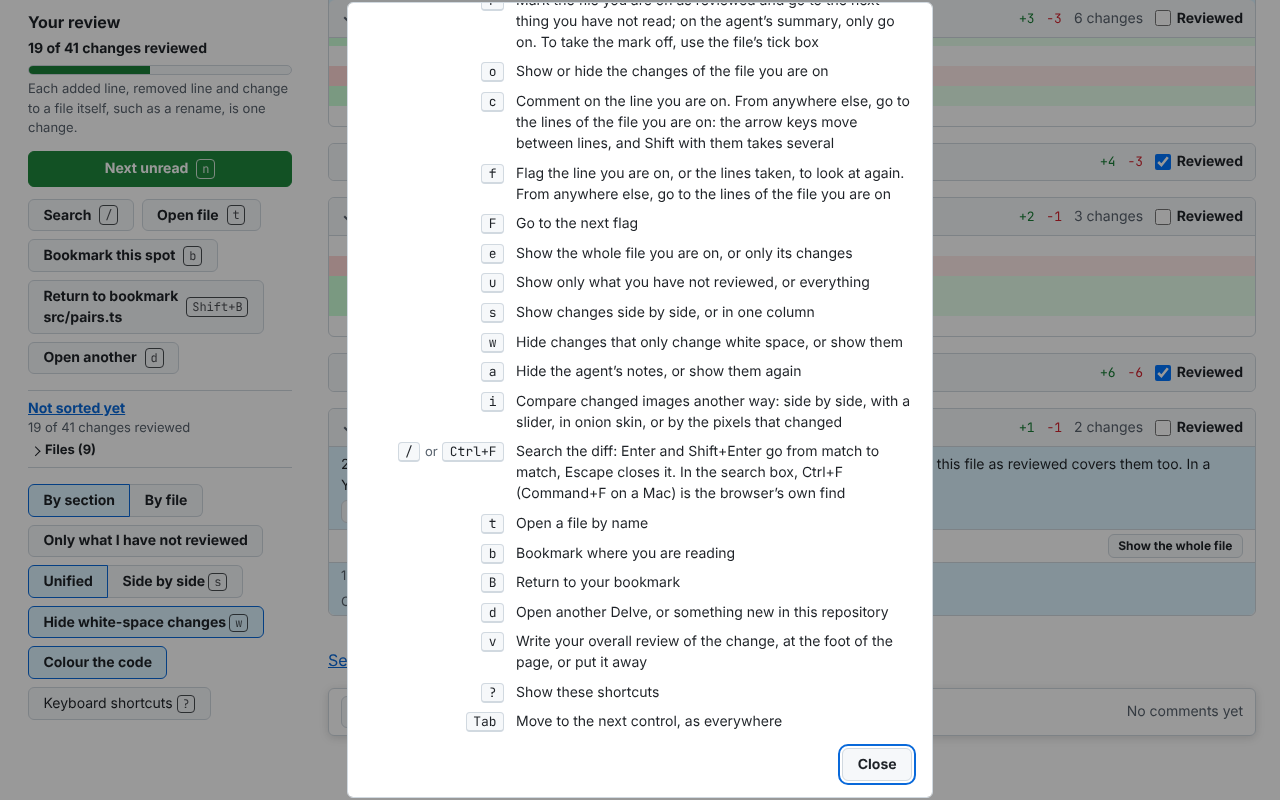 Your review
19 of 41 changes reviewed
Each added line, removed line and change
to a file itself, such as a rename, is one
change.
Next unread n
Search /
Open file t
Bookmark this spot b
Return to bookmark
src/pairs.ts
Shift+B
Open another d
Not sorted yet
19 of 41 changes reviewed
Files (9)
By section
By file
Only what I have not reviewed
Unified
Side by side s
Hide white-space changes w
Colour the code
Keyboard shortcuts ?
thing you have not read; on the agent’s summary, only go
on. To take the mark off, use the file’s tick box
o Show or hide the changes of the file you are on
c Comment on the line you are on. From anywhere else, go to
the lines of the file you are on: the arrow keys move
between lines, and Shift with them takes several
f Flag the line you are on, or the lines taken, to look at again.
From anywhere else, go to the lines of the file you are on
F Go to the next flag
e Show the whole file you are on, or only its changes
u Show only what you have not reviewed, or everything
s Show changes side by side, or in one column
w Hide changes that only change white space, or show them
a Hide the agent’s notes, or show them again
i Compare changed images another way: side by side, with a
slider, in onion skin, or by the pixels that changed
/ or Ctrl+F Search the diff: Enter and Shift+Enter go from match to
match, Escape closes it. In the search box, Ctrl+F
(Command+F on a Mac) is the browser’s own find
t Open a file by name
b Bookmark where you are reading
B Return to your bookmark
d Open another Delve, or something new in this repository
v Write your overall review of the change, at the foot of the
page, or put it away
? Show these shortcuts
Tab Move to the next control, as everywhere
Close
+3 -3 6 changes Reviewed
+4 -3 Reviewed
+2 -1 3 changes Reviewed
+6 -6 Reviewed
+1 -1 2 changes Reviewed
this file as reviewed covers them too. In a
Show the whole file
Se
No comments yet